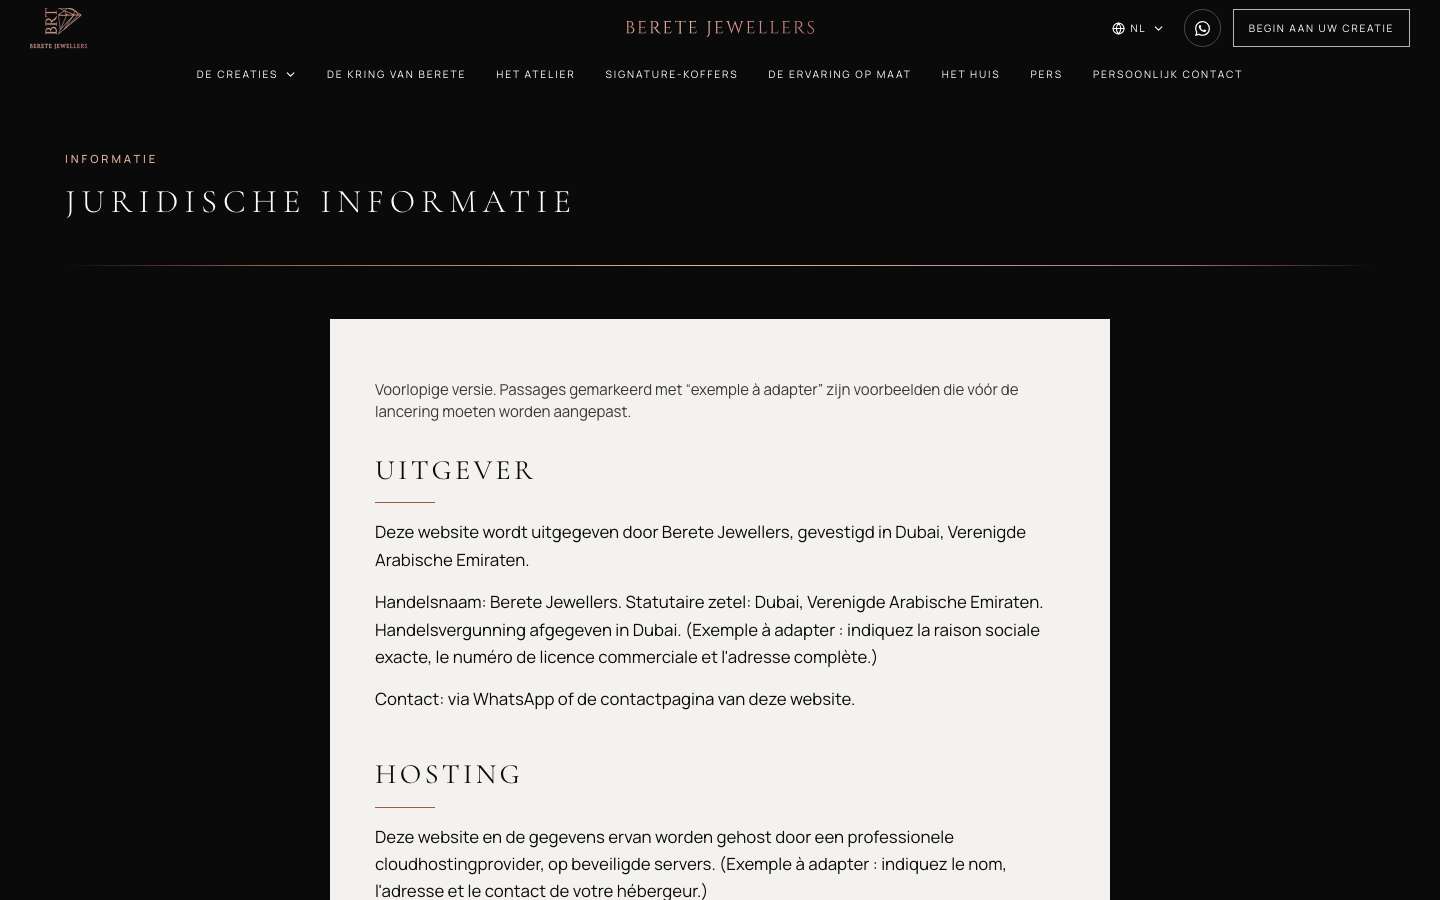 BRT
BERETE JEWELLERS
BERETE JEWELLERS
NL
BEGIN AAN UW CREATIE
DE CREATIES
DE KRING VAN BERETE
HET ATELIER
SIGNATURE-KOFFERS
DE ERVARING OP MAAT
HET HUIS
PERS
PERSOONLIJK CONTACT
INFORMATIE
JURIDISCHE INFORMATIE
Voorlopige versie. Passages gemarkeerd met “exemple à adapter” zijn voorbeelden die vóór de
lancering moeten worden aangepast.
UITGEVER
Deze website wordt uitgegeven door Berete Jewellers, gevestigd in Dubai, Verenigde
Arabische Emiraten.
Handelsnaam: Berete Jewellers. Statutaire zetel: Dubai, Verenigde Arabische Emiraten.
Handelsvergunning afgegeven in Dubai. (Exemple à adapter : indiquez la raison sociale
exacte, le numéro de licence commerciale et l'adresse complète.)
Contact: via WhatsApp of de contactpagina van deze website.
HOSTING
Deze website en de gegevens ervan worden gehost door een professionele
cloudhostingprovider, op beveiligde servers. (Exemple à adapter : indiquez le nom,
l'adresse et le contact de votre hébergeur.)